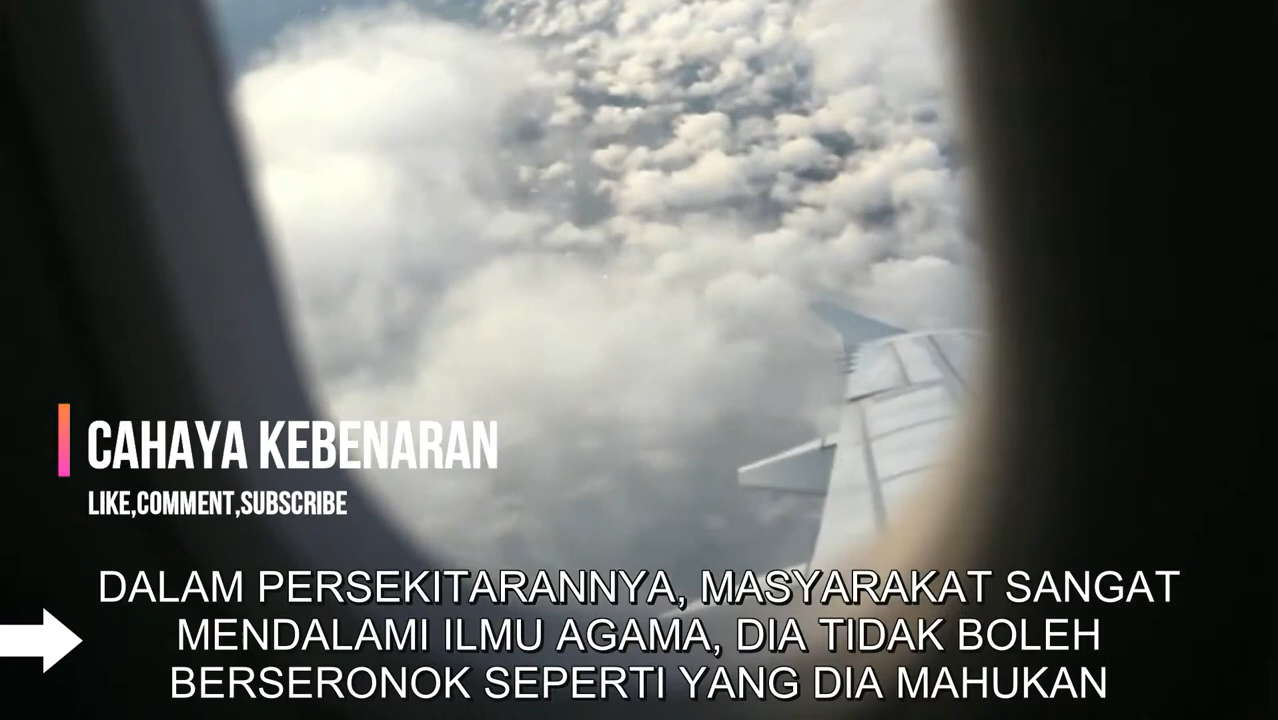 CAHAYA KEBENARAN
LIKE,COMMENT,SUBSCRIBE
DALAM PERSEKITARANNYA, MASYARAKAT SANGAT
MENDALAMI ILMU AGAMA, DIA TIDAK BOLEH
BERSERONOK SEPERTI YANG DIA MAHUKAN